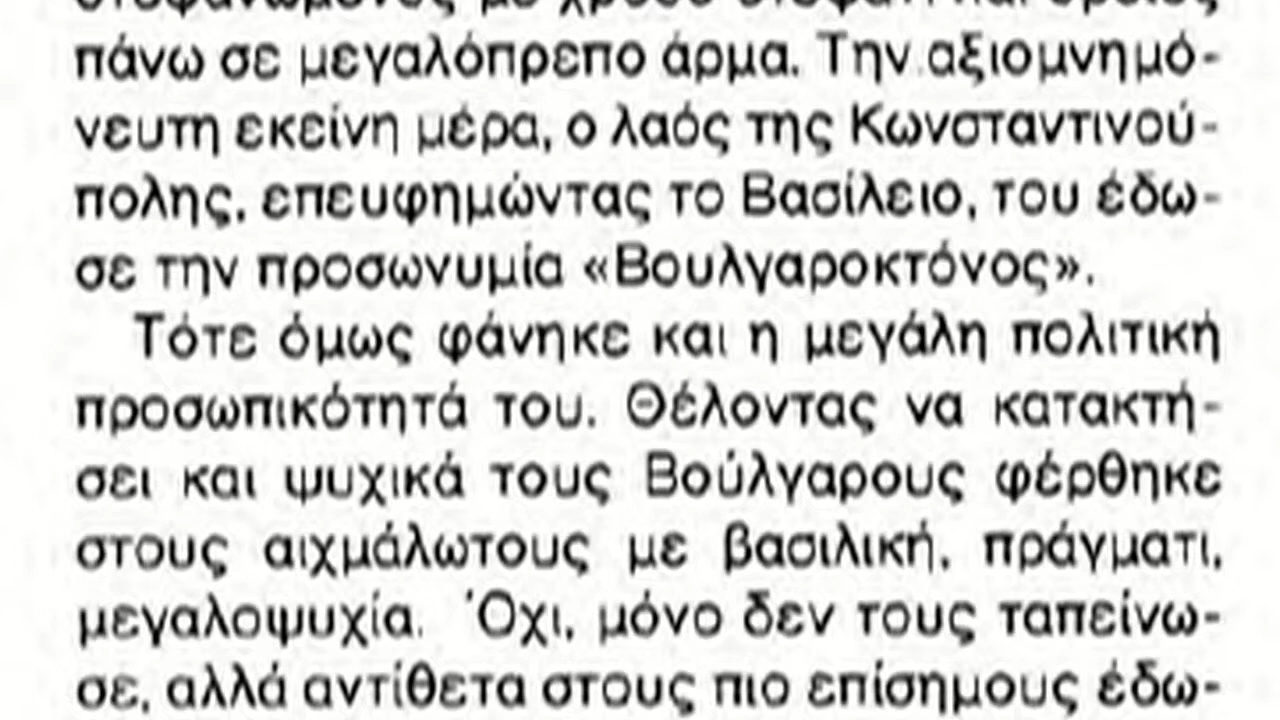 πάνω σε μεγαλόπρεπο άρμα. Την αξιομνημό-
νευτη εκείνη μέρα, ο λαός της Κωνσταντινού-
πολης, επευφημώντας το Βασίλειο, του έδω-
σε την προσωνυμία «Βουλγαροκτόνος».
Τότε όμως φάνηκε και η μεγάλη πολιτική
προσωπικότητά του. Θέλοντας να κατακτή-
σει και ψυχικά τους Βούλγαρους φέρθηκε
στους αιχμάλωτους με βασιλική, πράγματι,
μεγαλοψυχία. Όχι, μόνο δεν τους ταπείνω-
σε, αλλά αντίθετα στους πιο επίσημους έδω-